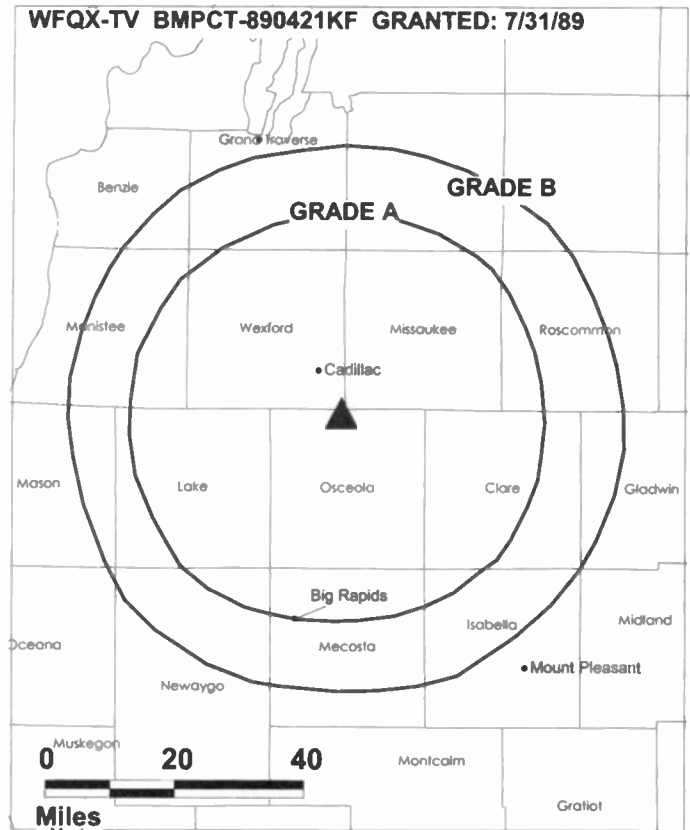 WFQX-TV BMPCT-890421KF GRANTED: 7/31/89
Grand Traverse
Benzie
GRADE B
GRADE A
Manistee
Wexford
Missaukee
Roscommon
Cadillac
Mason
Lake
Osceola
Clare
Gladwin
Big Rapids
Isabella
Midland
Oceana
Mecosta
Mount Pleasant
Newaygo
Muskegon
0 20 40
Montcalm
Miles
Gratiot